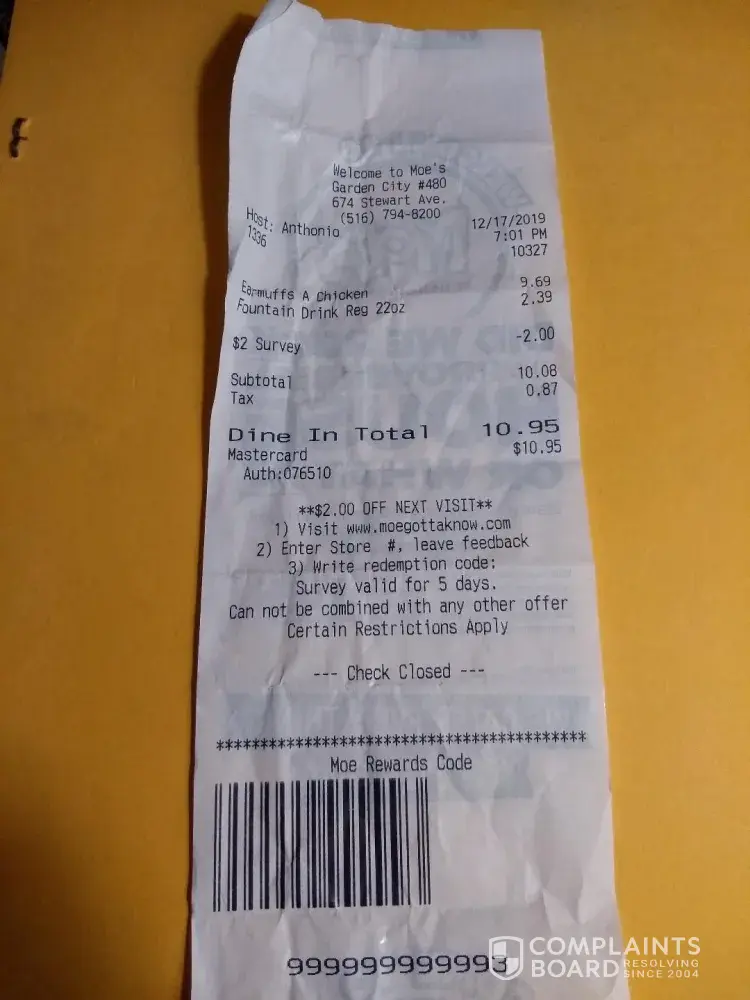 Welcome to Moe's
Garden City #480
674 Stewart Ave.
(516) 794-8200
Host: Anthonio 12/17/2019
1336 7:01 PM
10327
Earmuffs A Chicken 9.69
Fountain Drink Reg 22oz 2.39
$2 Survey -2.00
Subtotal 10.08
Tax 0.87
Dine In Total 10.95
Mastercard $10.95
Auth:076510
**$2.00 OFF NEXT VISIT**
1) Visit www.moegottaknow.com
2) Enter Store #, leave feedback
3) Write redemption code:
Survey valid for 5 days.
Can not be combined with any other offer
Certain Restrictions Apply
--- Check Closed ---
******************************************
Moe Rewards Code
9999999999993
COMPLAINTS
BOARD RESOLVING
SINCE 2004